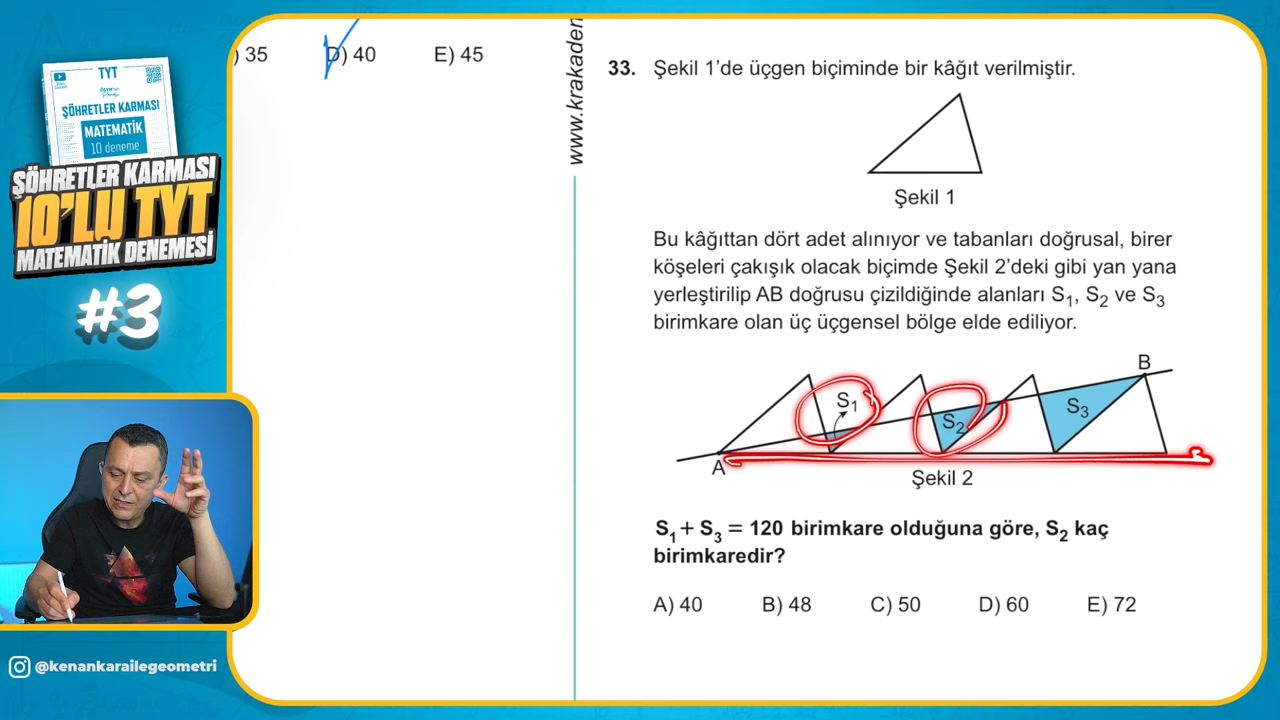 TYT
ŞÖHRETLER KARMASI
MATEMATİK
10 deneme
ŞÖHRETLER KARMASI
10'LU TYT
MATEMATİK DENEMESİ
#3
@kenankarailegeometri
) 35 D) 40 E) 45
www.krakaden
33. Şekil 1'de üçgen biçiminde bir kâğıt verilmiştir.
Şekil 1
Bu kâğıttan dört adet alınıyor ve tabanları doğrusal, birer
köşeleri çakışık olacak biçimde Şekil 2'deki gibi yan yana
yerleştirilip AB doğrusu çizildiğinde alanları S₁, S₂ ve S₃
birimkare olan üç üçgensel bölge elde ediliyor.
B
S₁
S₂
S₃
A
Şekil 2
S₁ + S₃ = 120 birimkare olduğuna göre, S₂ kaç
birimkaredir?
A) 40 B) 48 C) 50 D) 60 E) 72